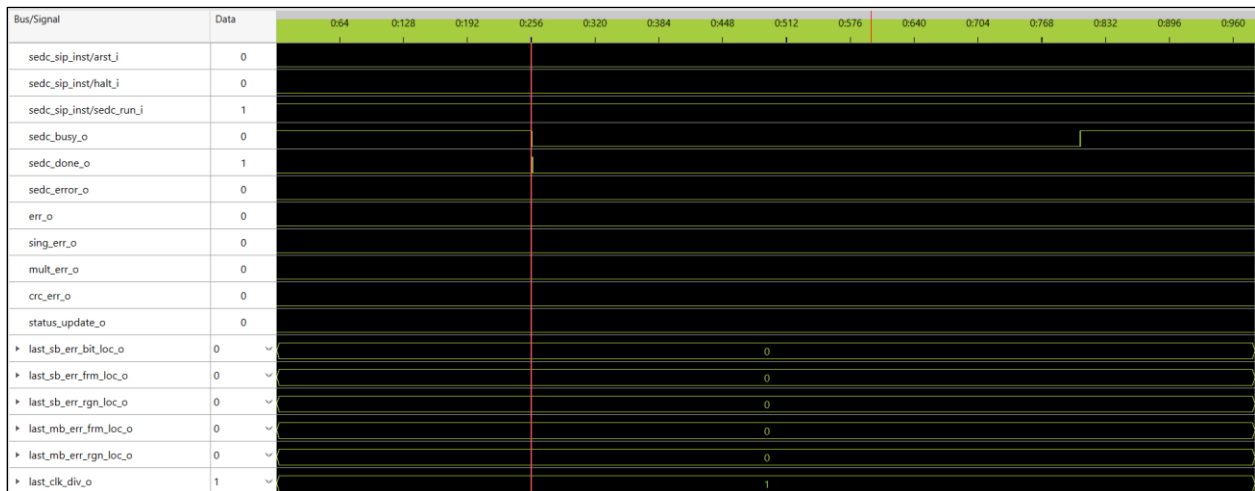 Bus/Signal Data 0:64 0:128 0:192 0:256 0:320 0:384 0:448 0:512 0:576 0:640 0:704 0:768 0:832 0:896 0:960
sedc_sip_inst/arst_i 0
sedc_sip_inst/halt_i 0
sedc_sip_inst/sedc_run_i 1
sedc_busy_o 0
sedc_done_o 1
sedc_error_o 0
err_o 0
sing_err_o 0
mult_err_o 0
crc_err_o 0
status_update_o 0
last_sb_err_bit_loc_o 0 0
last_sb_err_frm_loc_o 0 0
last_sb_err_rgn_loc_o 0 0
last_mb_err_frm_loc_o 0 0
last_mb_err_rgn_loc_o 0 0
last_clk_div_o 1 1